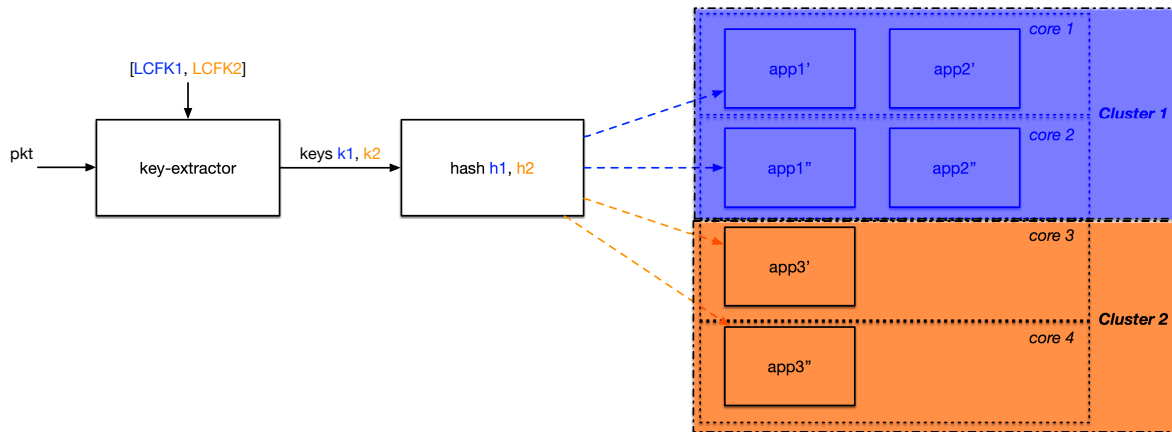 [LCFK1, LCFK2]
pkt
key-extractor
keys k1, k2
hash h1, h2
core 1
app1’
app2’
Cluster 1
core 2
app1”
app2”
core 3
app3’
Cluster 2
core 4
app3”